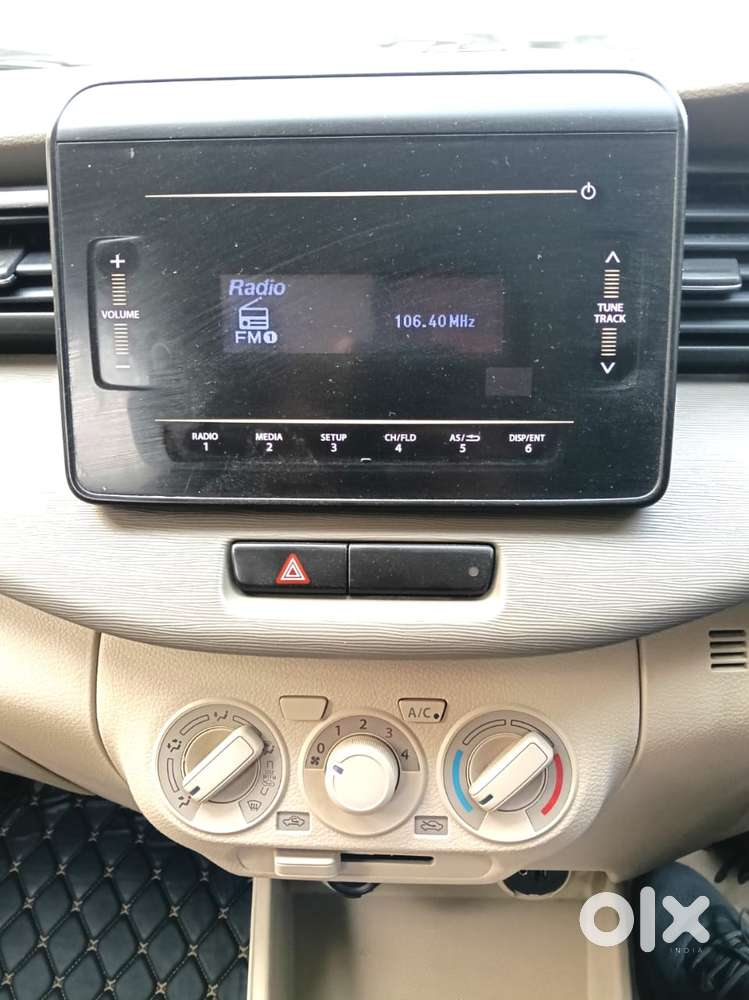 Radio
+
VOLUME
−
FM1
106.40 MHz
TUNE
TRACK
RADIO MEDIA SETUP CH/FLD AS/ DISP/ENT
1 2 3 4 5 6
A/C
0 1 2 3 4
olx
INDIA